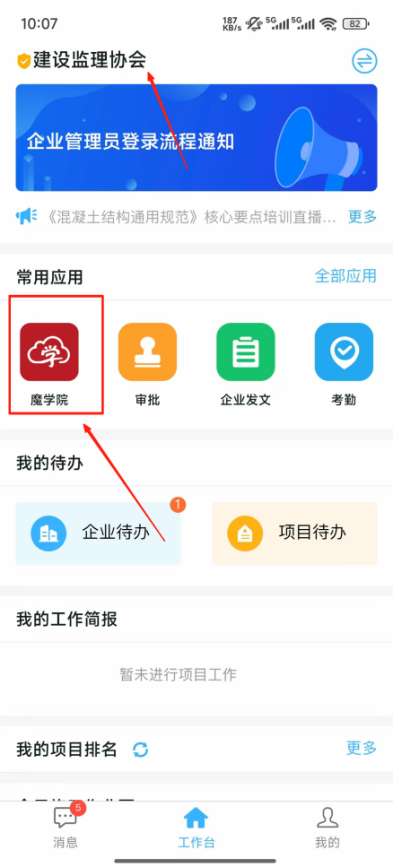 10:07
187 KB/s 5G 5G 82
建设监理协会
企业管理员登录流程通知
《混凝土结构通用规范》核心要点培训直播... 更多
常用应用 全部应用
学
魔学院 审批 企业发文 考勤
我的待办
1
企业待办 项目待办
我的工作简报
暂未进行项目工作
我的项目排名 更多
5
消息 工作台 我的